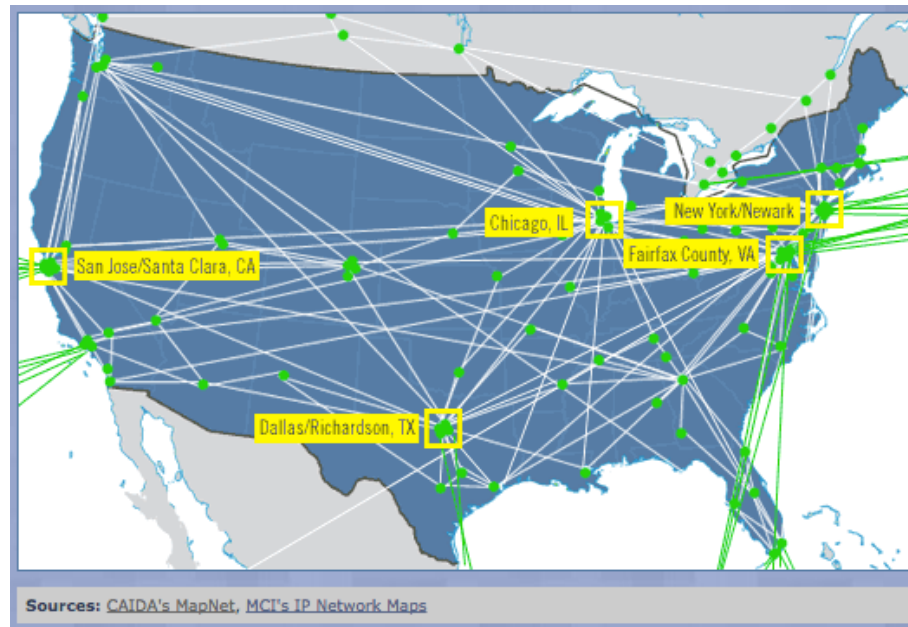 Chicago, IL
New York/Newark
Fairfax County, VA
San Jose/Santa Clara, CA
Dallas/Richardson, TX
Sources: CAIDA's MapNet, MCI's IP Network Maps